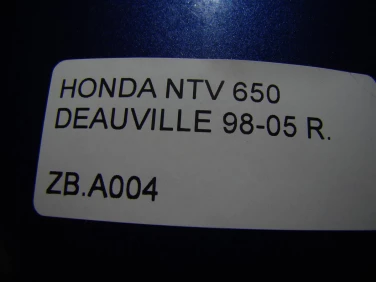 HONDA NTV 650
DEAUVILLE 98-05 R.
ZB.A004